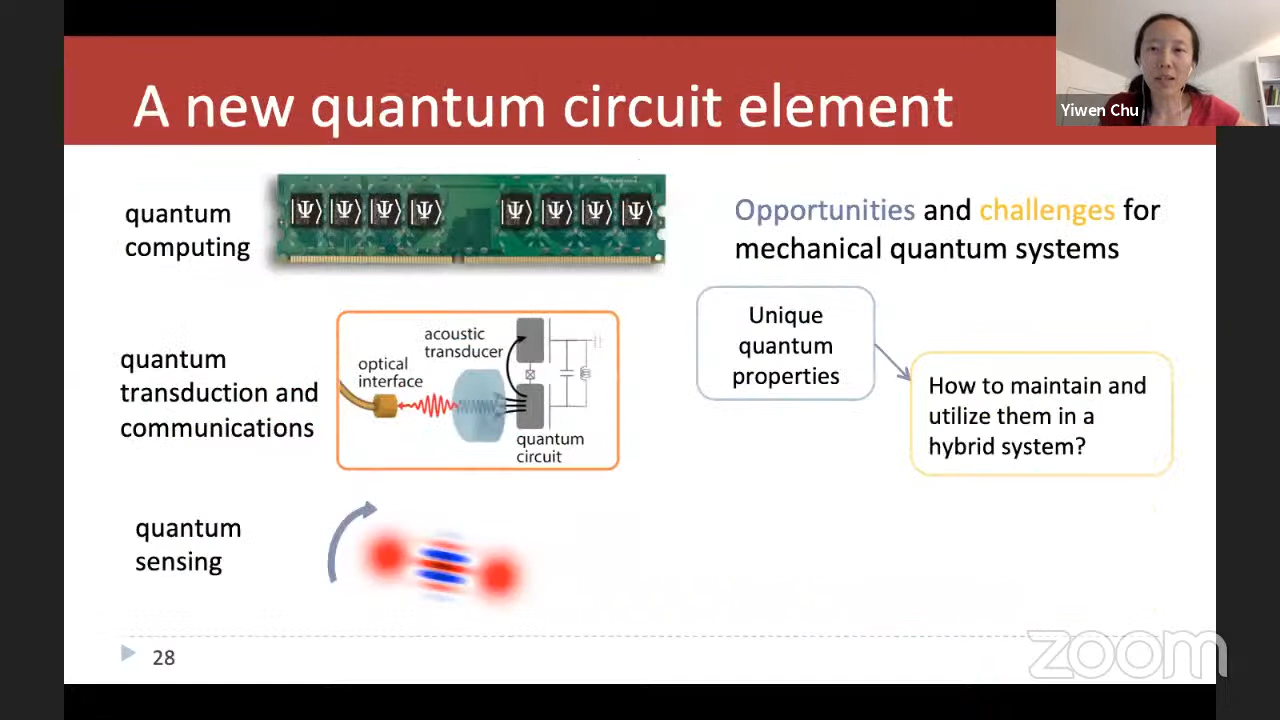 A new quantum circuit element
Yiwen Chu
quantum
computing
|Ψ⟩ |Ψ⟩ |Ψ⟩ |Ψ⟩ |Ψ⟩ |Ψ⟩ |Ψ⟩ |Ψ⟩
Opportunities and challenges for
mechanical quantum systems
quantum
transduction and
communications
optical
interface
acoustic
transducer
quantum
circuit
Unique
quantum
properties
How to maintain and
utilize them in a
hybrid system?
quantum
sensing
28
zoom